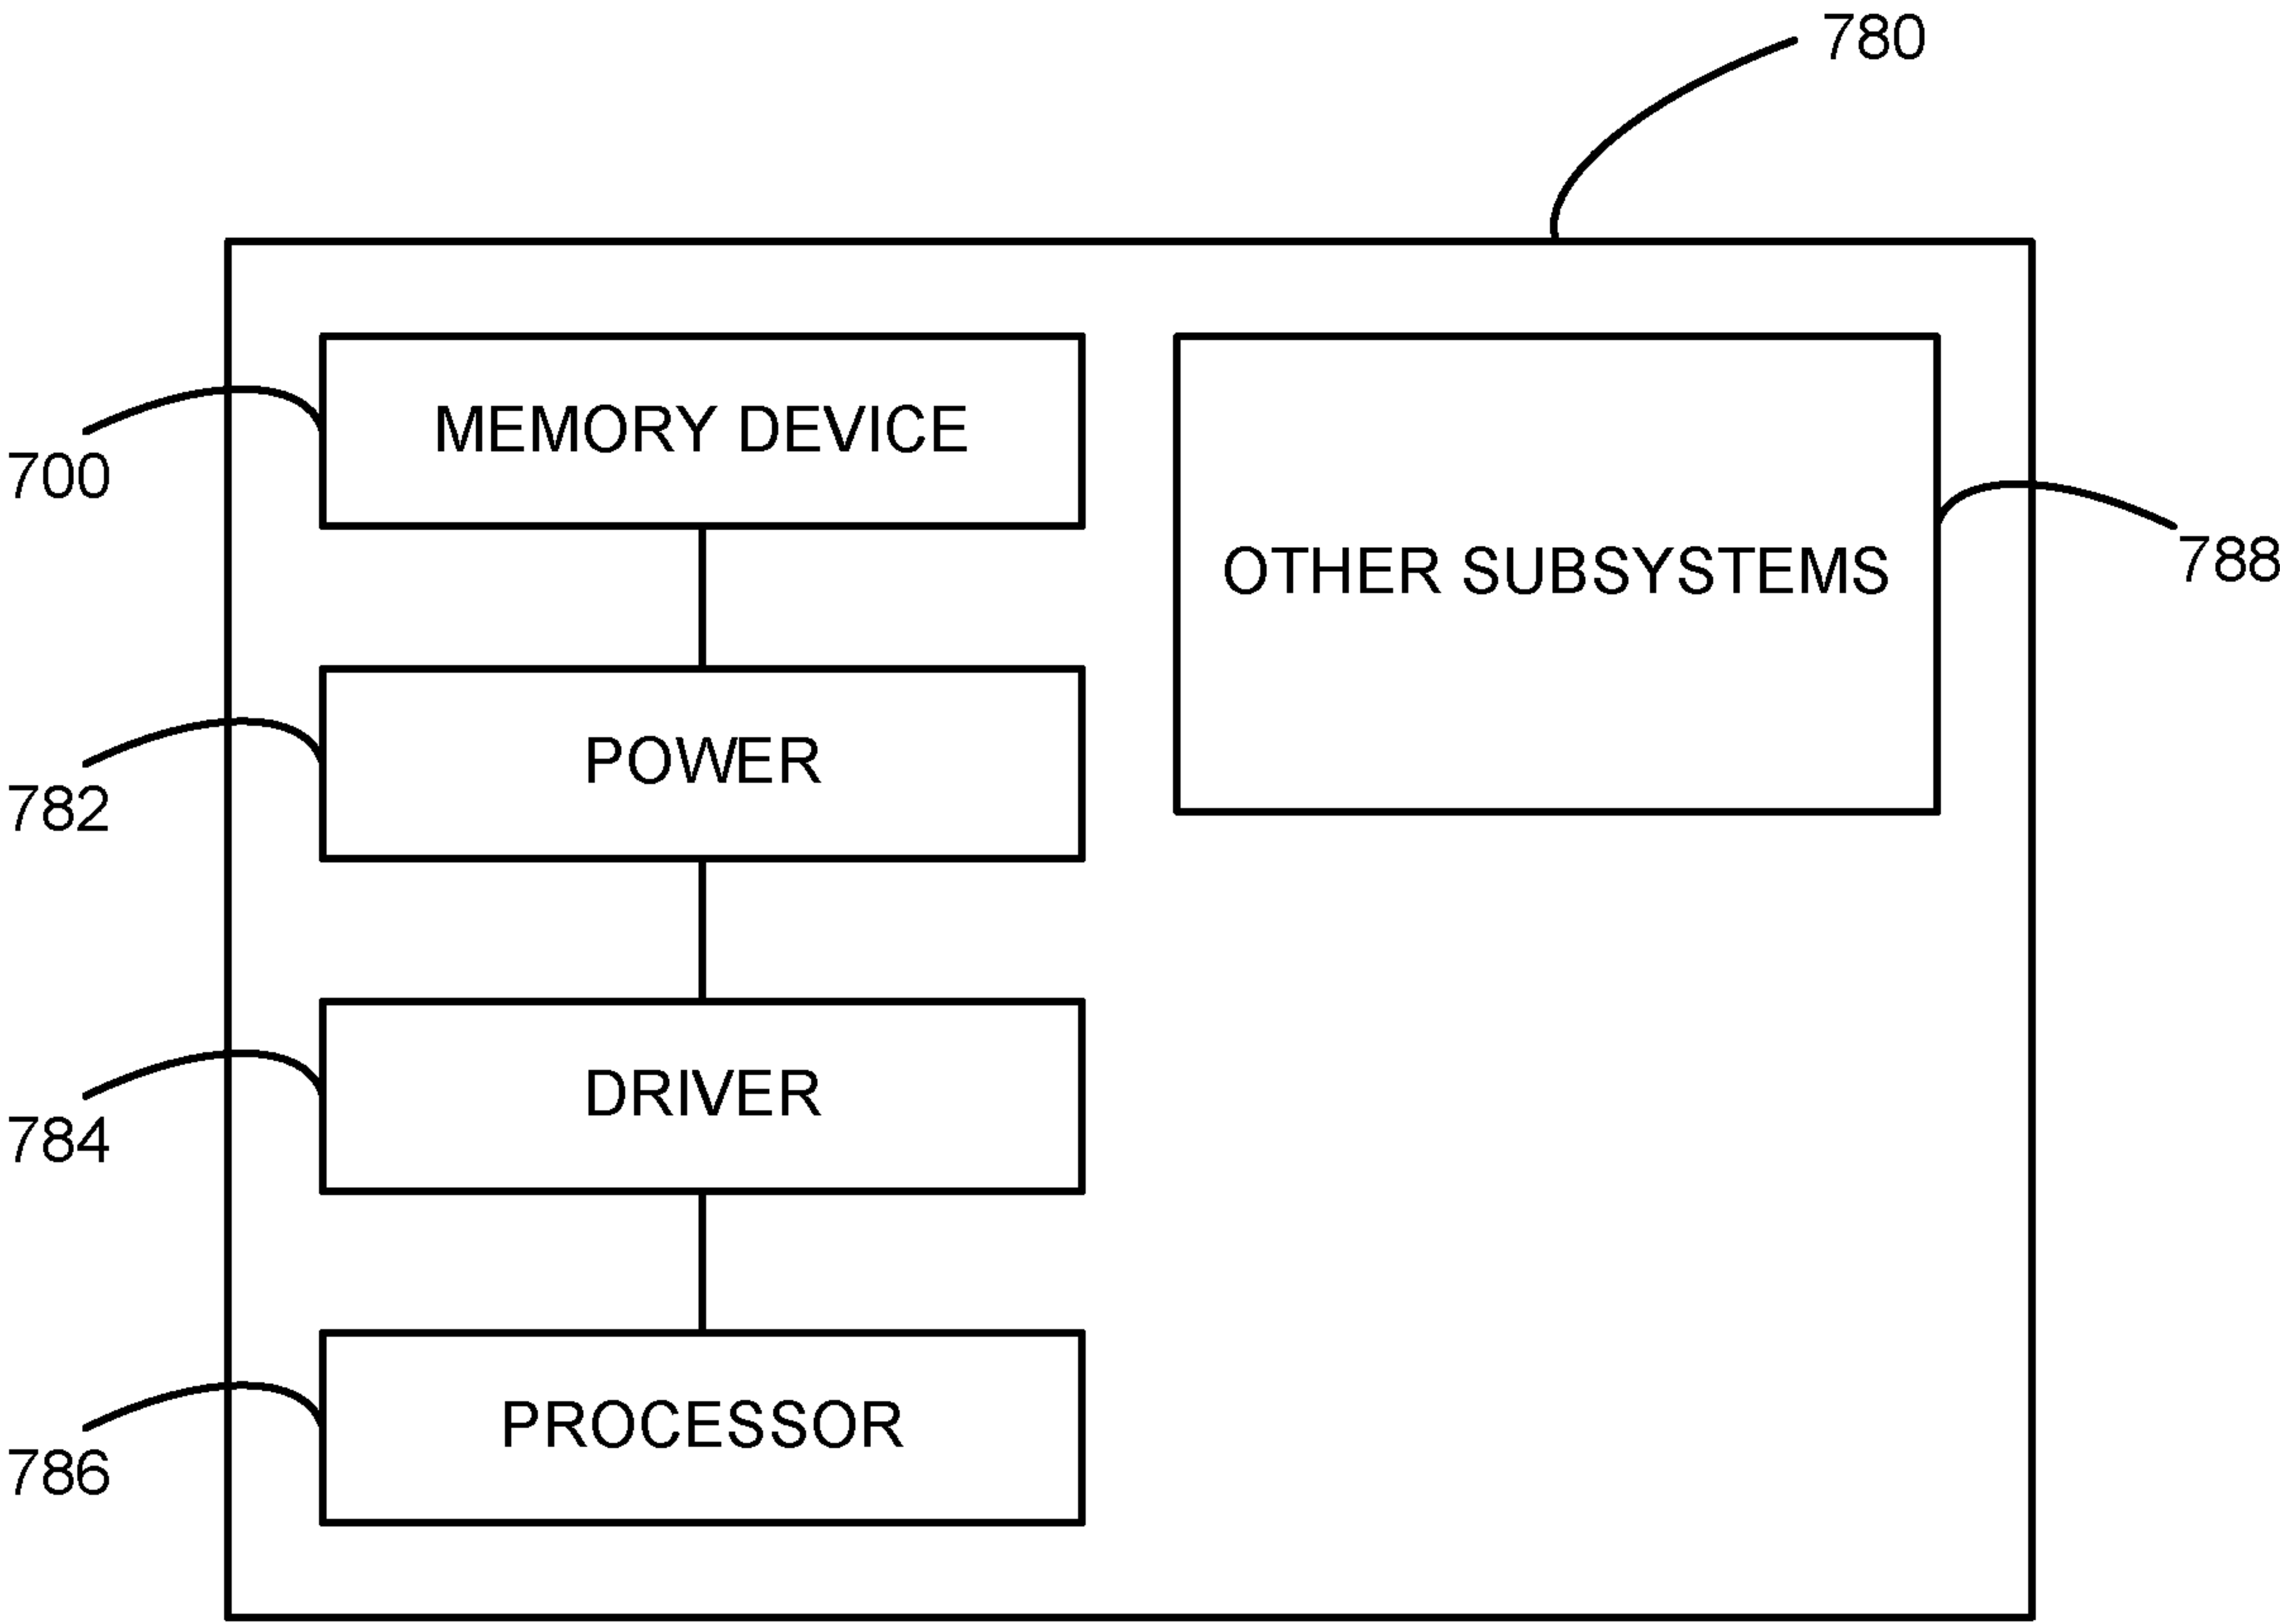 780
MEMORY DEVICE
700
OTHER SUBSYSTEMS
788
POWER
782
DRIVER
784
PROCESSOR
786